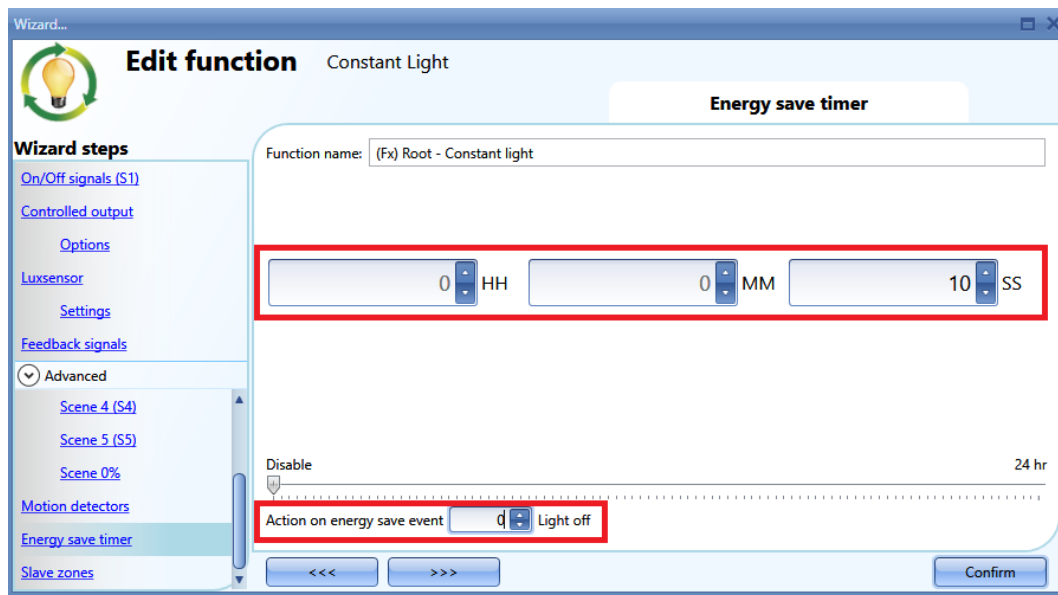 Wizard...
Edit function Constant Light
Energy save timer
Wizard steps
Function name: (Fx) Root - Constant light
On/Off signals (S1)
Controlled output
Options
Luxsensor
Settings
Feedback signals
Advanced
Scene 4 (S4)
Scene 5 (S5)
Scene 0%
Motion detectors
Energy save timer
Slave zones
0 HH 0 MM 10 SS
Disable 24 hr
Action on energy save event 0 Light off
<<< >>> Confirm